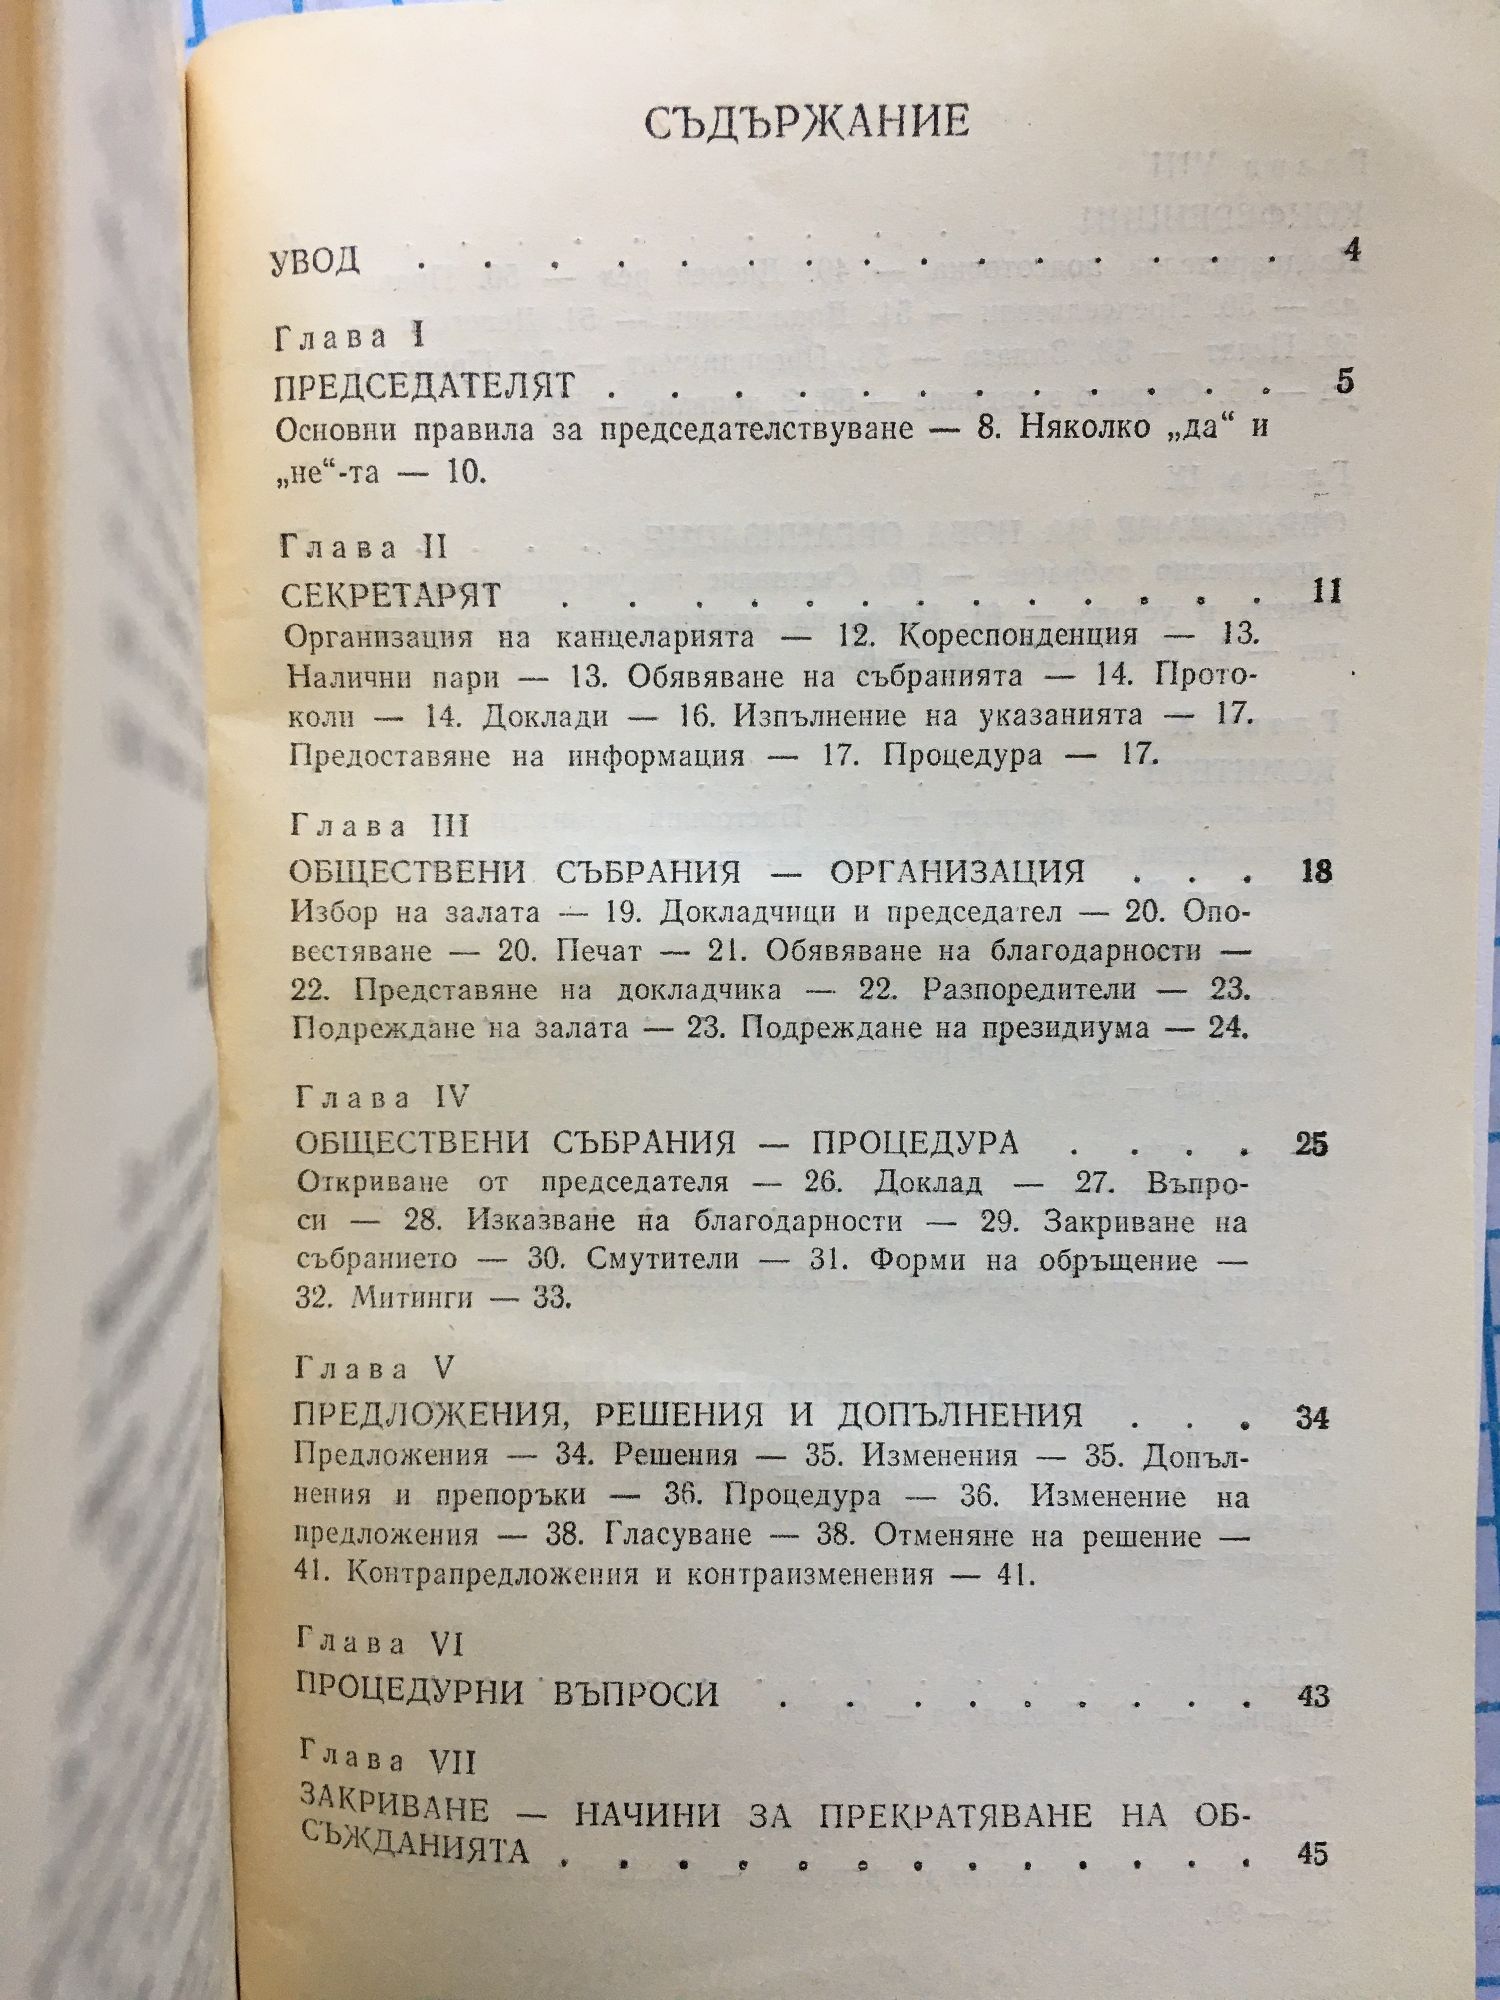 СЪДЪРЖАНИЕ
УВОД . . . . . . . . . . . . . . 4
Глава I
ПРЕДСЕДАТЕЛЯТ . . . . . . . . . . . 5
Основни правила за председателствуване — 8. Няколко „да“ и
„не“-та — 10.
Глава II
СЕКРЕТАРЯТ . . . . . . . . . . . . 11
Организация на канцеларията — 12. Кореспонденция — 13.
Налични пари — 13. Обявяване на събранията — 14. Прото-
коли — 14. Доклади — 16. Изпълнение на указанията — 17.
Предоставяне на информация — 17. Процедура — 17.
Глава III
ОБЩЕСТВЕНИ СЪБРАНИЯ — ОРГАНИЗАЦИЯ . . . 18
Избор на залата — 19. Докладчици и председател — 20. Опо-
вестяване — 20. Печат — 21. Обявяване на благодарности —
22. Представяне на докладчика — 22. Разпоредители — 23.
Подреждане на залата — 23. Подреждане на президиума — 24.
Глава IV
ОБЩЕСТВЕНИ СЪБРАНИЯ — ПРОЦЕДУРА . . . . 25
Откриване от председателя — 26. Доклад — 27. Въпро-
си — 28. Изказване на благодарности — 29. Закриване на
събранието — 30. Смутители — 31. Форми на обръщение —
32. Митинги — 33.
Глава V
ПРЕДЛОЖЕНИЯ, РЕШЕНИЯ И ДОПЪЛНЕНИЯ . . . 34
Предложения — 34. Решения — 35. Изменения — 35. Допъл-
нения и препоръки — 36. Процедура — 36. Изменение на
предложения — 38. Гласуване — 38. Отменяне на решение —
41. Контрапредложения и контраизменения — 41.
Глава VI
ПРОЦЕДУРНИ ВЪПРОСИ . . . . . . . . . 43
Глава VII
ЗАКРИВАНЕ — НАЧИНИ ЗА ПРЕКРАТЯВАНЕ НА ОБ-
СЪЖДАНИЯТА . . . . . . . . . . . . 45